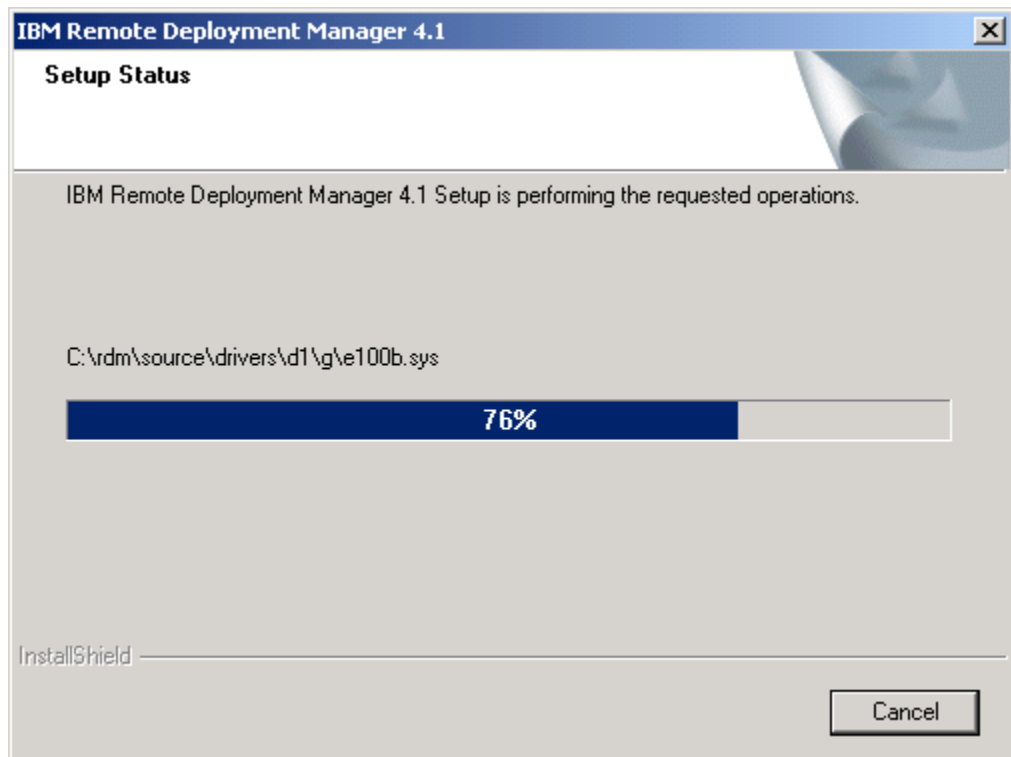 IBM Remote Deployment Manager 4.1
Setup Status
IBM Remote Deployment Manager 4.1 Setup is performing the requested operations.
C:\rdm\source\drivers\d1\g\e100b.sys
76%
InstallShield
Cancel